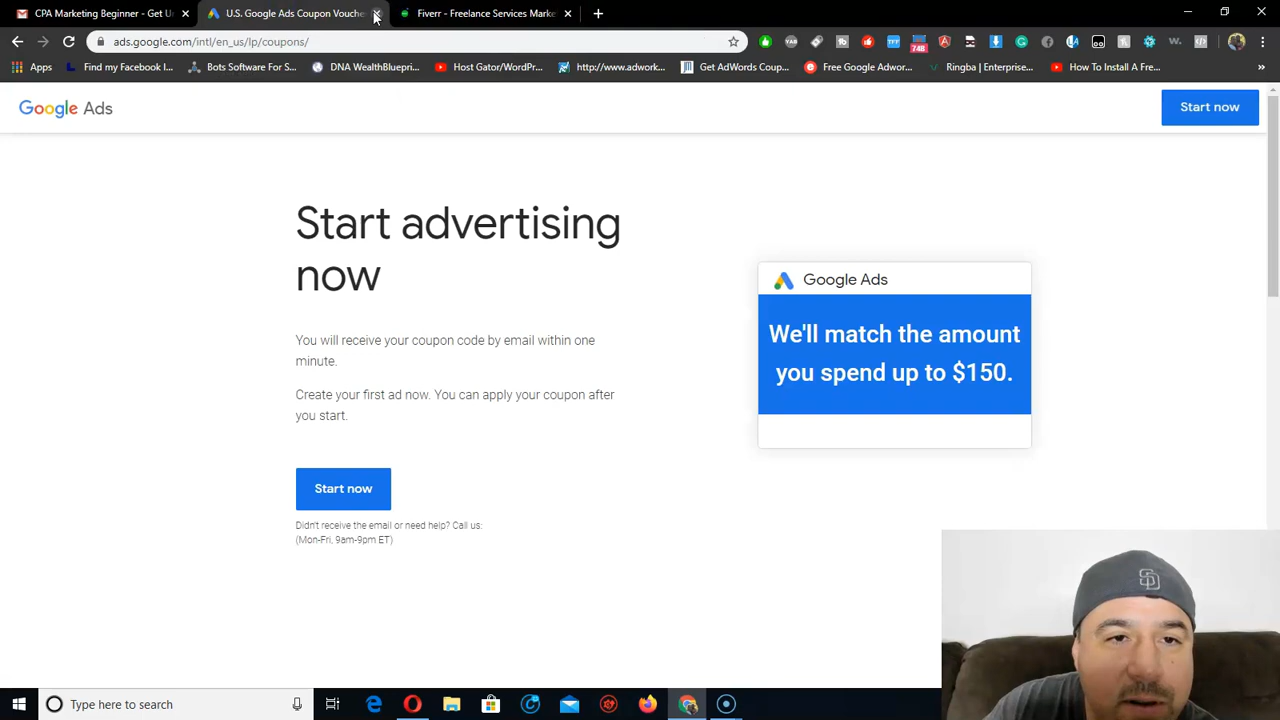 CPA Marketing Beginner - Get U
U.S. Google Ads Coupon Vouche
Fiverr - Freelance Services Marke
ads.google.com/intl/en_us/lp/coupons/
748
Apps
Find my Facebook I...
Bots Software For S...
DNA WealthBluepri...
Host Gator/WordPr...
http://www.adwork...
Get AdWords Coup...
Free Google Adwor...
Ringba | Enterprise...
How To Install A Fre...
Google Ads
Start now
Start advertising
now
You will receive your coupon code by email within one
minute.
Create your first ad now. You can apply your coupon after
you start.
Start now
Didn't receive the email or need help? Call us:
(Mon-Fri, 9am-9pm ET)
Google Ads
We'll match the amount
you spend up to $150.
SD
Type here to search